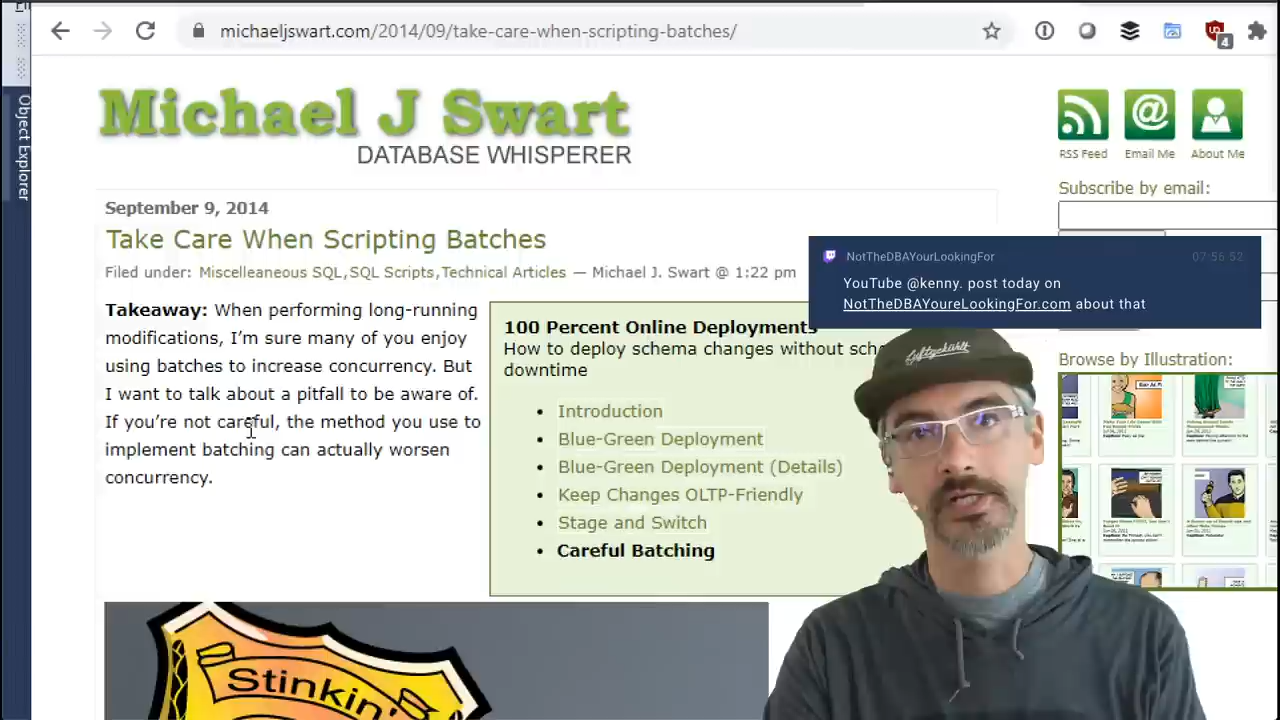 michaeljswart.com/2014/09/take-care-when-scripting-batches/
4
Object Explorer
Michael J Swart
DATABASE WHISPERER
RSS Feed
Email Me
About Me
Subscribe by email:
September 9, 2014
Take Care When Scripting Batches
Filed under: Miscelleaneous SQL,SQL Scripts,Technical Articles — Michael J. Swart @ 1:22 pm
NotTheDBAYourLookingFor
07:56:52
YouTube @kenny. post today on
NotTheDBAYoureLookingFor.com about that
Takeaway: When performing long-running
modifications, I’m sure many of you enjoy
using batches to increase concurrency. But
I want to talk about a pitfall to be aware of.
If you’re not careful, the method you use to
implement batching can actually worsen
concurrency.
100 Percent Online Deployments
How to deploy schema changes without
downtime
• Introduction
• Blue-Green Deployment
• Blue-Green Deployment (Details)
• Keep Changes OLTP-Friendly
• Stage and Switch
• Careful Batching
Browse by Illustration:
Stinkin'